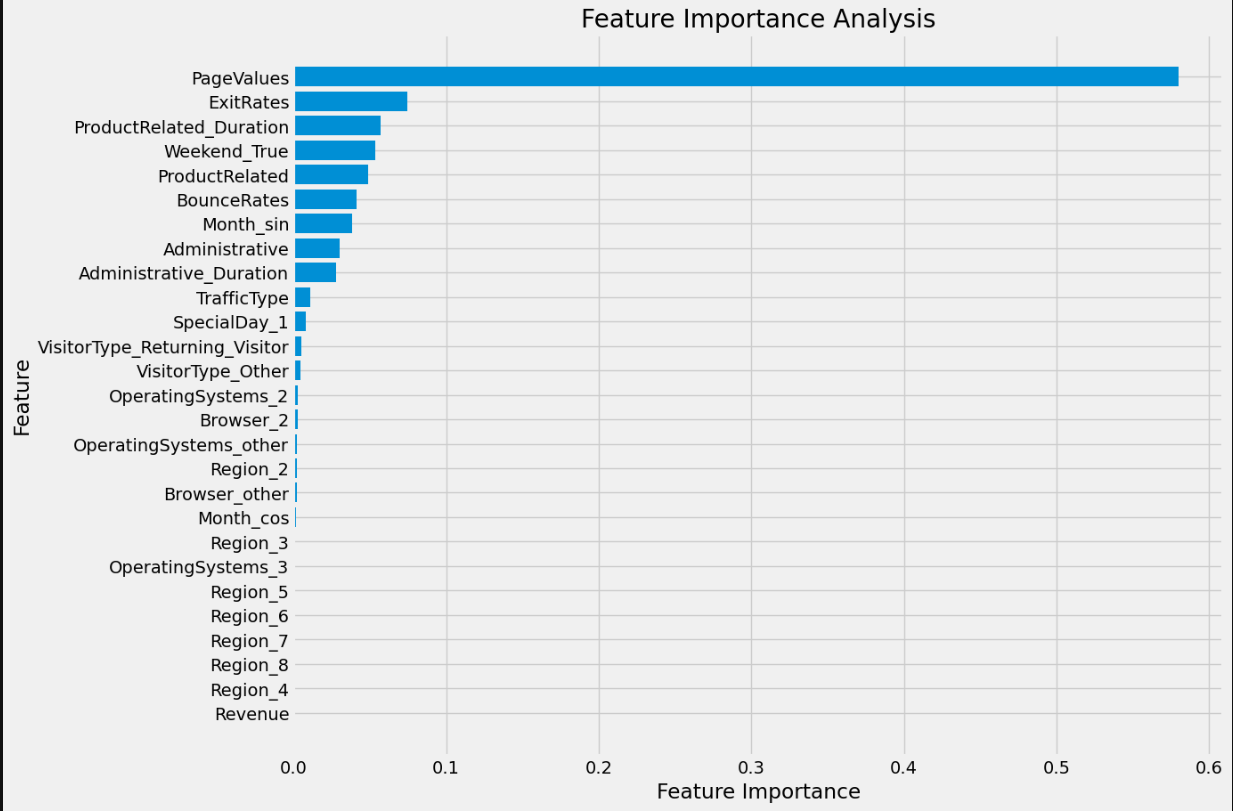 Feature Importance Analysis
PageValues
ExitRates
ProductRelated_Duration
Weekend_True
ProductRelated
BounceRates
Month_sin
Administrative
Administrative_Duration
TrafficType
SpecialDay_1
VisitorType_Returning_Visitor
VisitorType_Other
OperatingSystems_2
Browser_2
OperatingSystems_other
Region_2
Browser_other
Month_cos
Region_3
OperatingSystems_3
Region_5
Region_6
Region_7
Region_8
Region_4
Revenue
Feature
0.0 0.1 0.2 0.3 0.4 0.5 0.6
Feature Importance